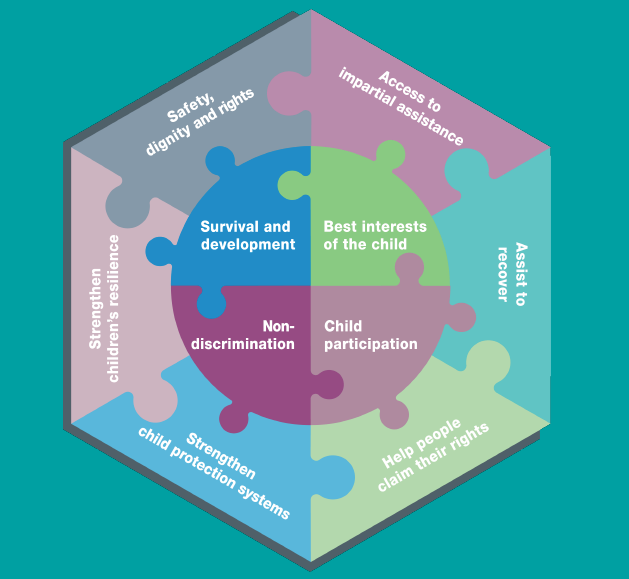 Safety,
dignity and rights
Access to
impartial assistance
Survival and
development
Best interests
of the child
Strengthen
children's resilience
Assist to
recover
Non-
discrimination
Child
participation
Strengthen
child protection systems
Help people
claim their rights